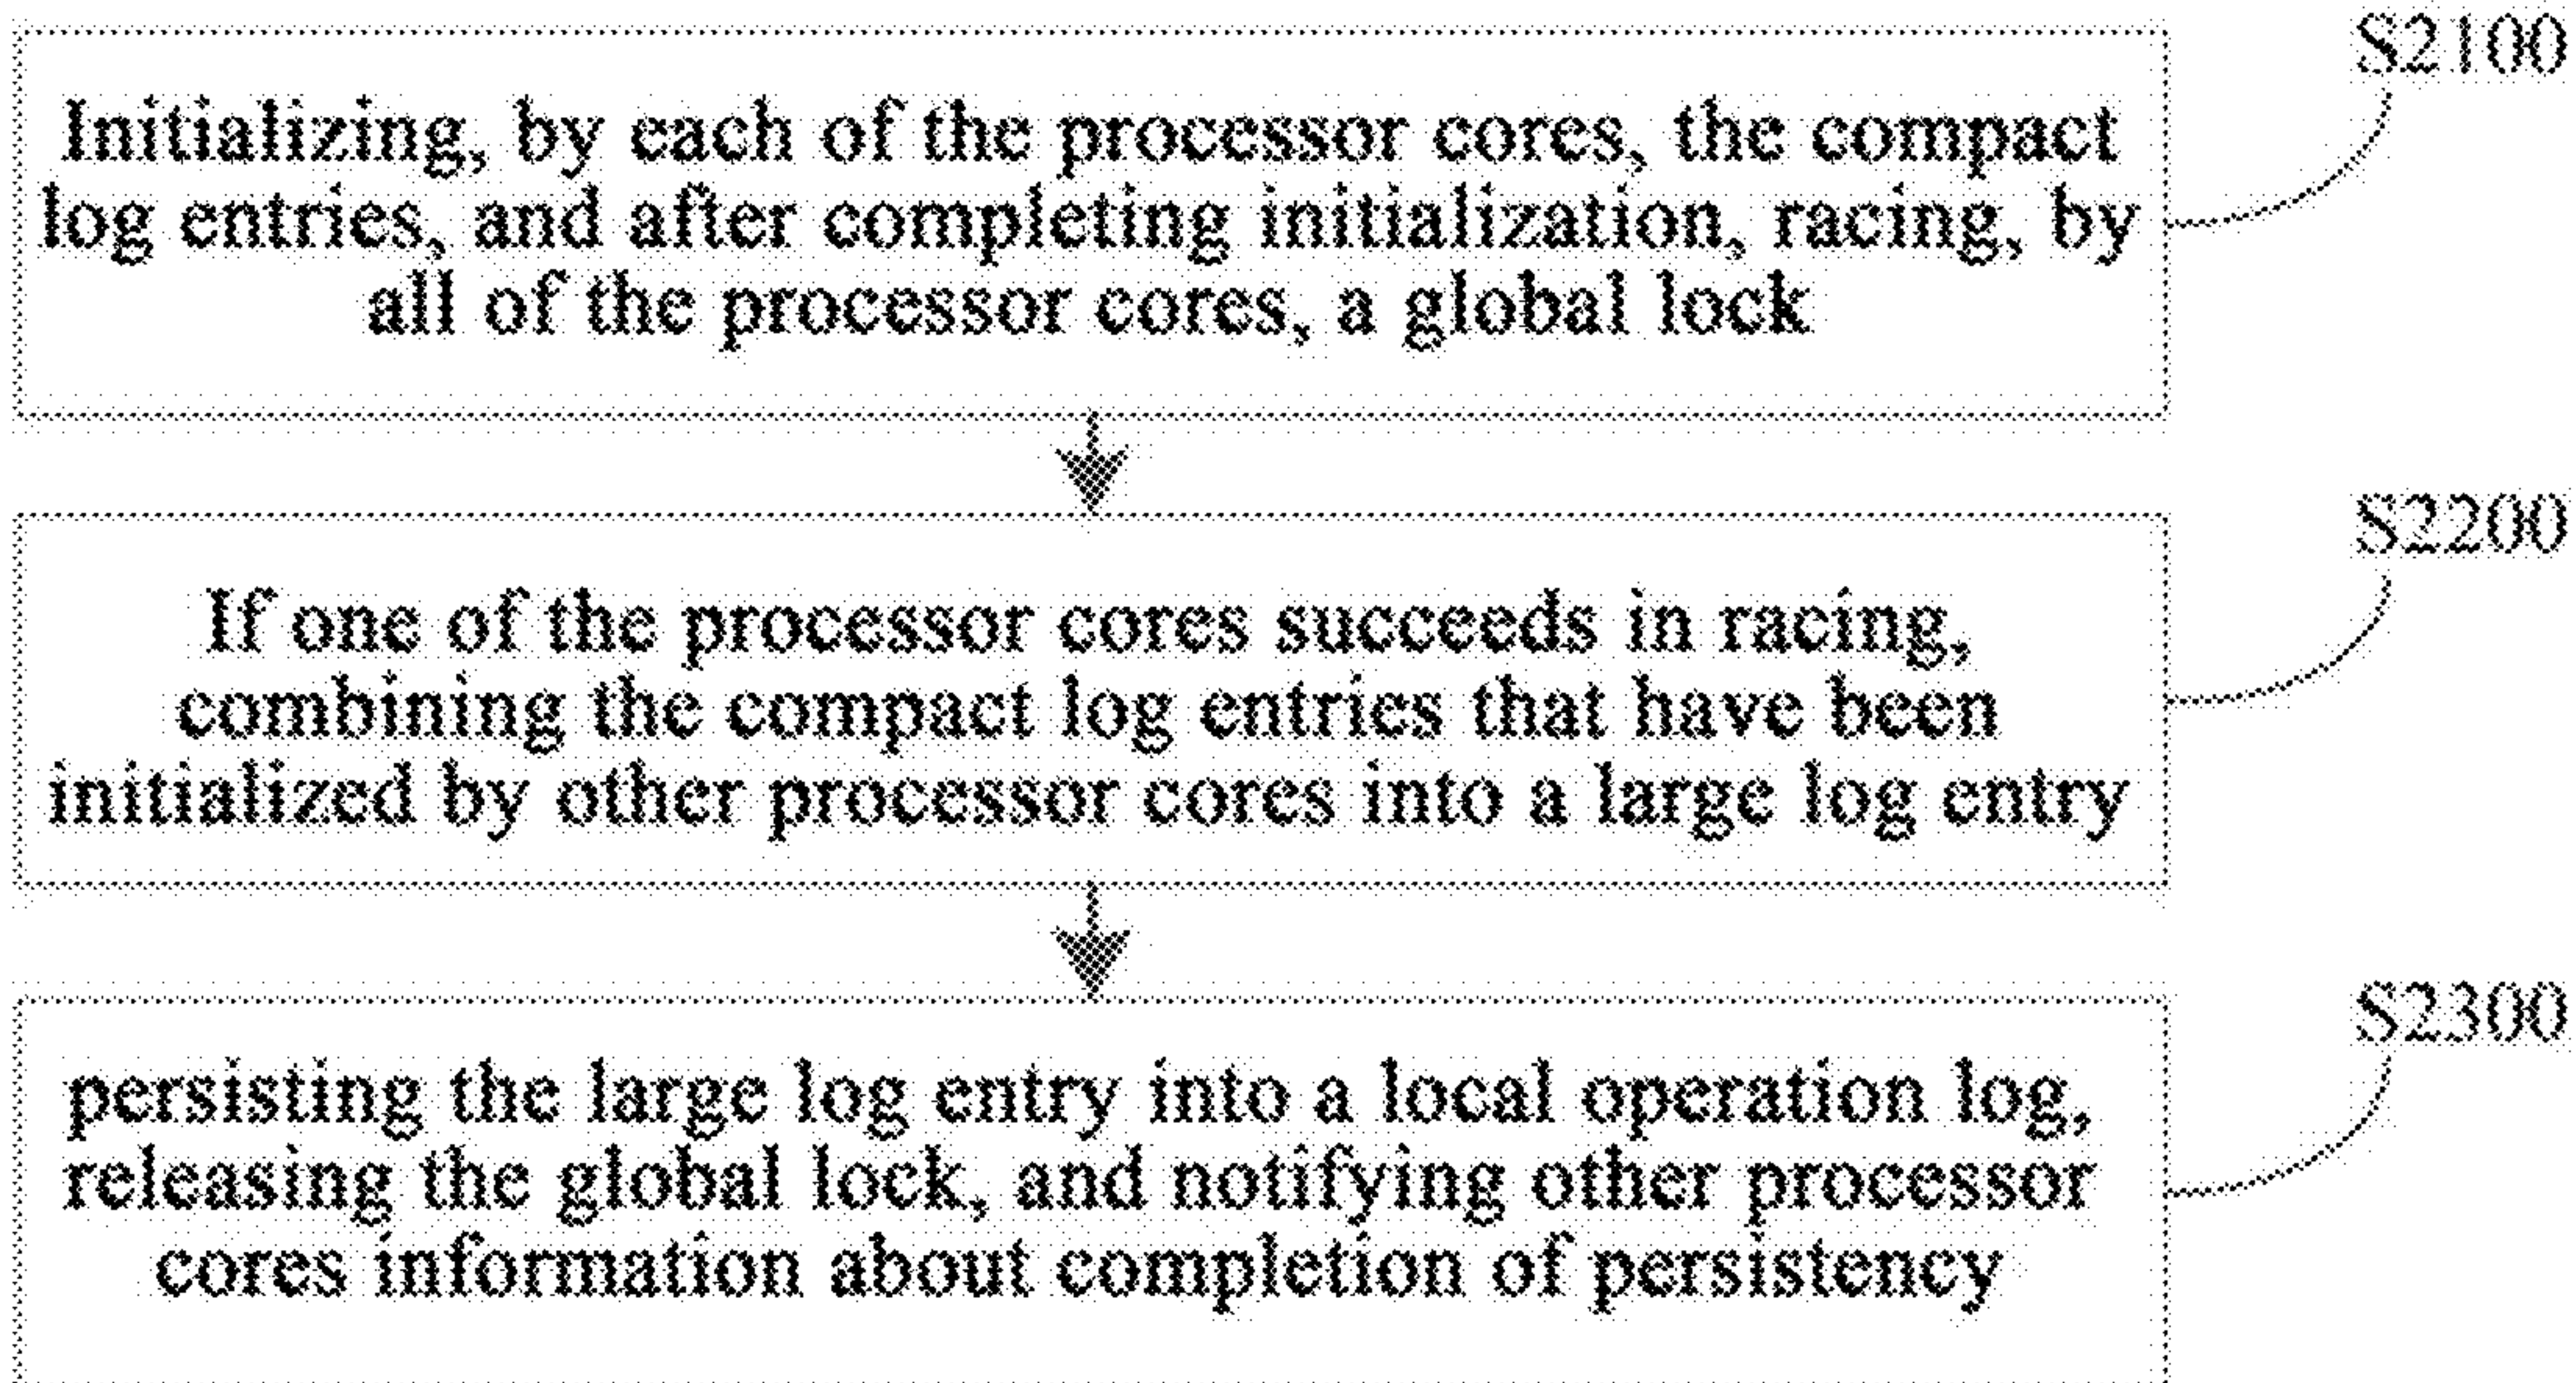 S2100
Initializing, by each of the processor cores, the compact
log entries, and after completing initialization, racing, by
all of the processor cores, a global lock
S2200
If one of the processor cores succeeds in racing,
combining the compact log entries that have been
initialized by other processor cores into a large log entry
S2300
persisting the large log entry into a local operation log,
releasing the global lock, and notifying other processor
cores information about completion of persistency